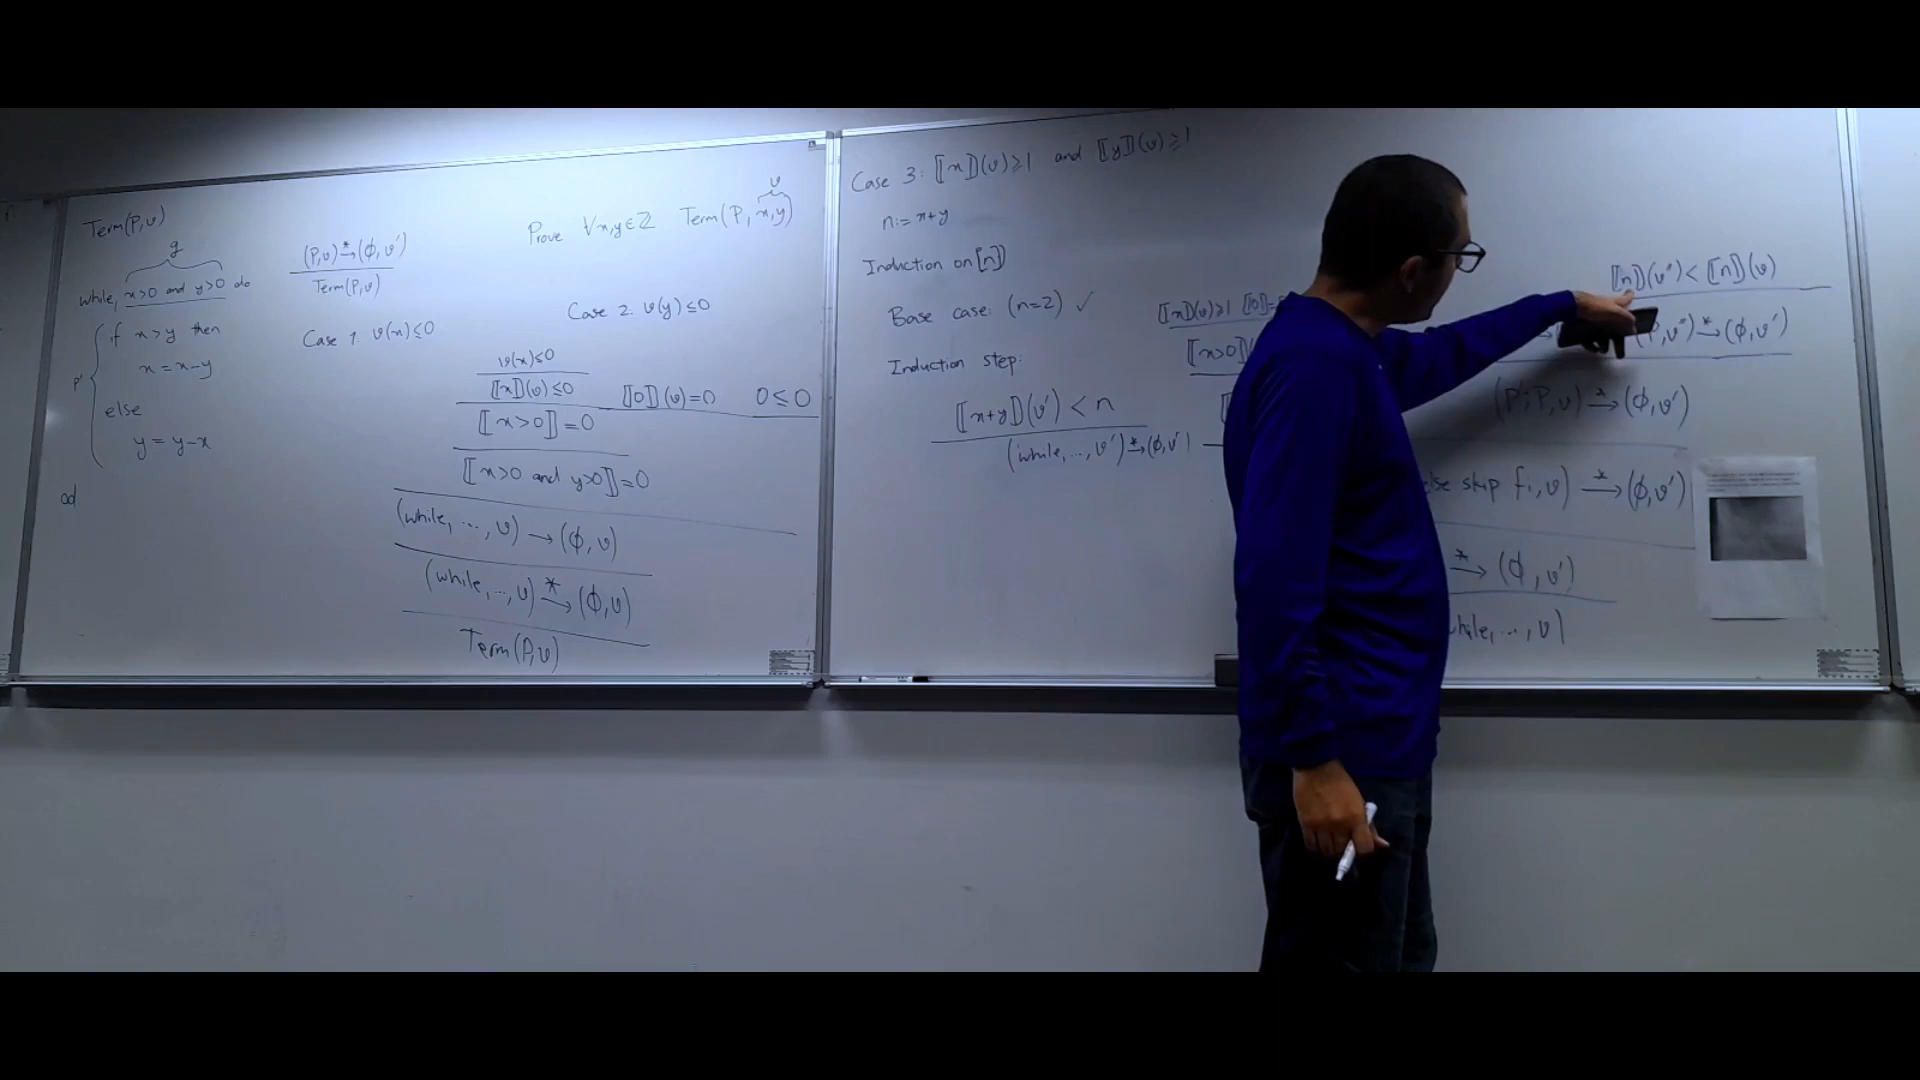 Term(P,v)
g
while, x>0 and y>0 do
P' { if x>y then
x = x-y
else
y = y-x
od
(P,v) →* (ϕ,v')
Term(P,v)
Prove ∀x,y∈ℤ Term(P, x,y)
v
Case 1: v(x)≤0
Case 2: v(y)≤0
v(x)≤0
⟦x⟧(v)≤0 ⟦0⟧(v)=0 0≤0
⟦x>0⟧=0
⟦x>0 and y>0⟧=0
(while, ..., v) → (ϕ,v)
(while, ..., v) →* (ϕ,v)
Term(P,v)
Case 3: ⟦x⟧(v)⩾1 and ⟦y⟧(v)⩾1
n:= x+y
Induction on ⟦n⟧
Base case: (n=2) ✓
Induction step:
⟦x+y⟧(v') < n
(while, ..., v') →* (ϕ,v')
⟦x⟧(v)⩾1 ⟦0⟧=
⟦x>0⟧
⟦n⟧(v'') < ⟦n⟧(v)
P,v'') →* (ϕ,v')
(P';P,v) →* (ϕ,v')
else skip fi, v) →* (ϕ,v')
→* (ϕ,v')
while, ..., v)